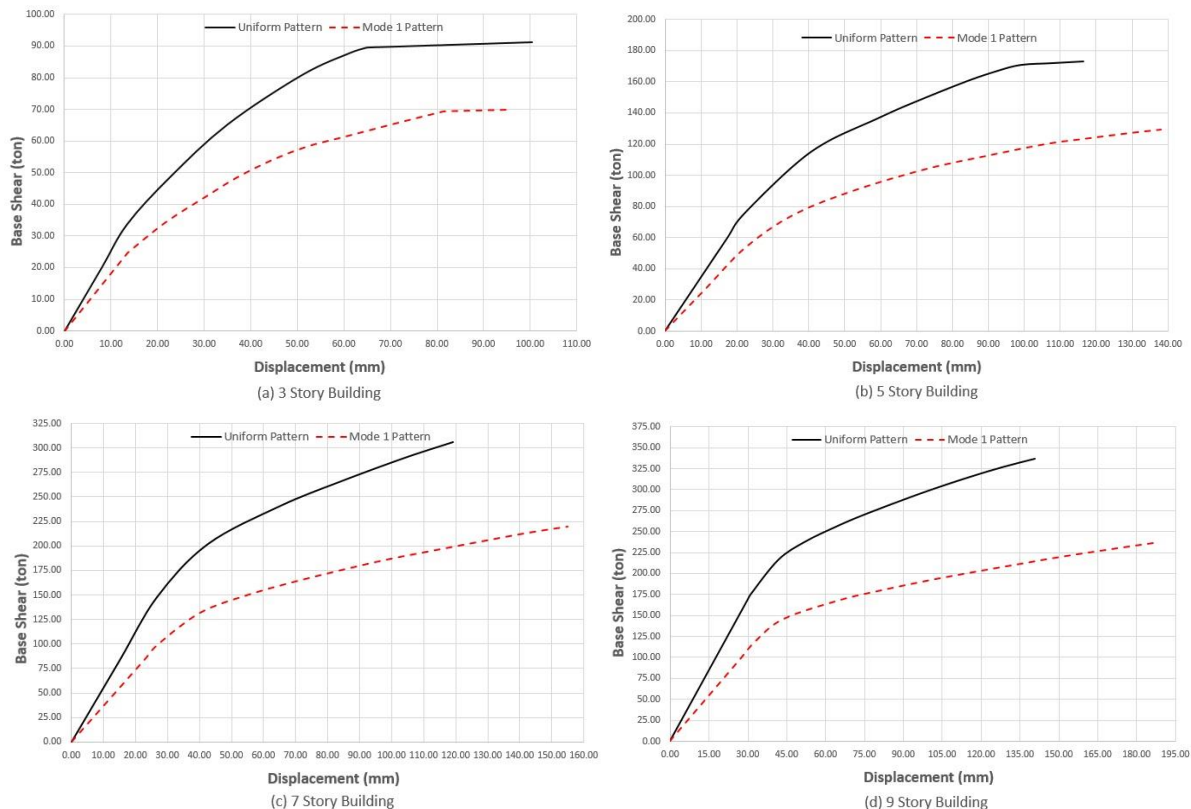 Uniform Pattern Mode 1 Pattern
100.00
90.00
80.00
70.00
60.00
50.00
40.00
30.00
20.00
10.00
0.00
Base Shear (ton)
0.00 10.00 20.00 30.00 40.00 50.00 60.00 70.00 80.00 90.00 100.00 110.00
Displacement (mm)
(a) 3 Story Building
Uniform Pattern Mode 1 Pattern
200.00
180.00
160.00
140.00
120.00
100.00
80.00
60.00
40.00
20.00
0.00
Base Shear (ton)
0.00 10.00 20.00 30.00 40.00 50.00 60.00 70.00 80.00 90.00 100.00 110.00 120.00 130.00 140.00
Displacement (mm)
(b) 5 Story Building
Uniform Pattern Mode 1 Pattern
325.00
300.00
275.00
250.00
225.00
200.00
175.00
150.00
125.00
100.00
75.00
50.00
25.00
0.00
Base Shear (ton)
0.00 10.00 20.00 30.00 40.00 50.00 60.00 70.00 80.00 90.00 100.00 110.00 120.00 130.00 140.00 150.00 160.00
Displacement (mm)
(c) 7 Story Building
Uniform Pattern Mode 1 Pattern
375.00
350.00
325.00
300.00
275.00
250.00
225.00
200.00
175.00
150.00
125.00
100.00
75.00
50.00
25.00
0.00
Base Shear (ton)
0.00 15.00 30.00 45.00 60.00 75.00 90.00 105.00 120.00 135.00 150.00 165.00 180.00 195.00
Displacement (mm)
(d) 9 Story Building